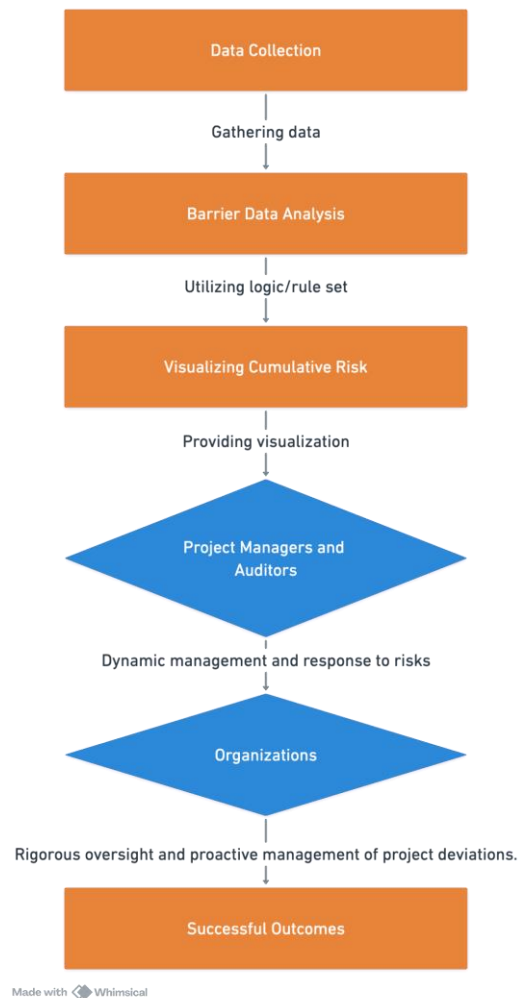 Data Collection
Gathering data
Barrier Data Analysis
Utilizing logic/rule set
Visualizing Cumulative Risk
Providing visualization
Project Managers and
Auditors
Dynamic management and response to risks
Organizations
Rigorous oversight and proactive management of project deviations.
Successful Outcomes
Made with Whimsical